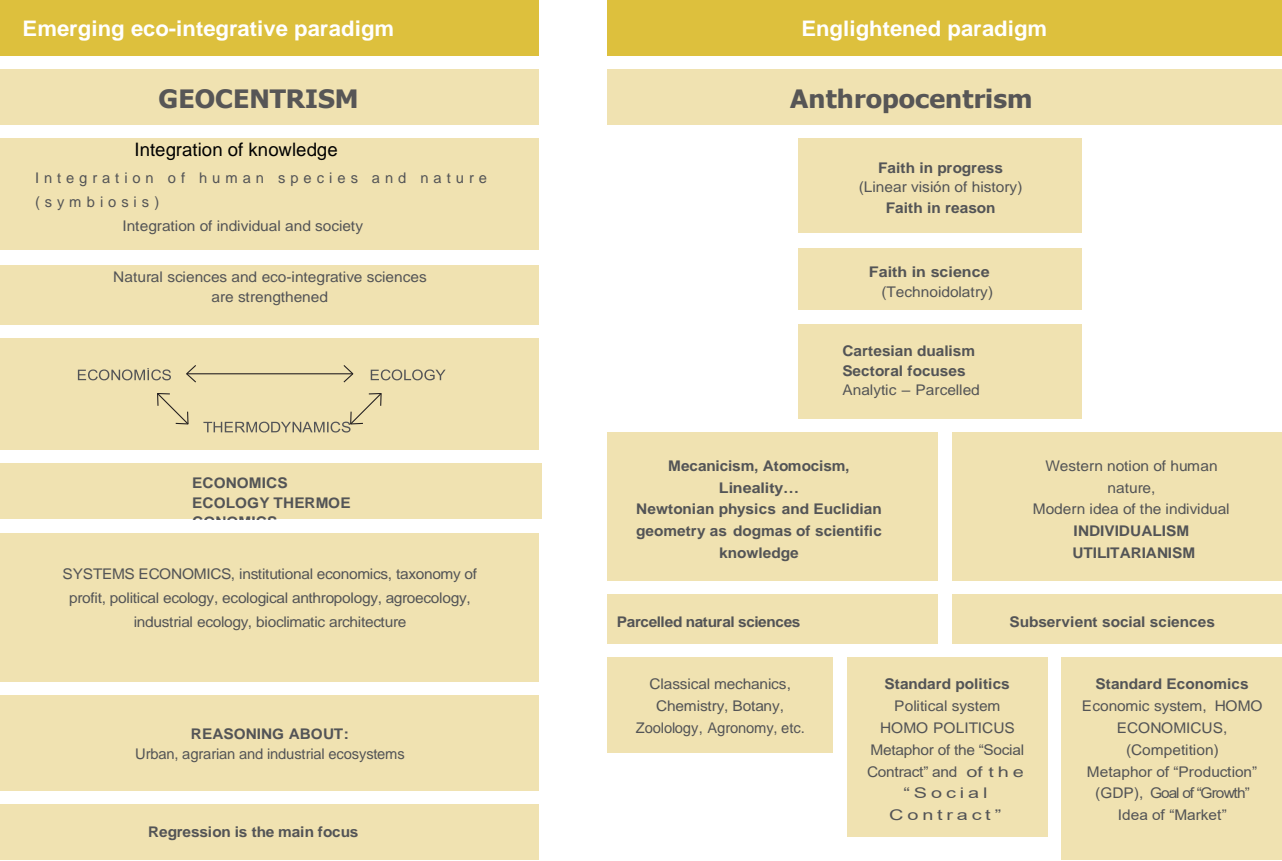 Emerging eco-integrative paradigm
GEOCENTRISM
Integration of knowledge
Integration of human species and nature
(symbiosis)
Integration of individual and society
Natural sciences and eco-integrative sciences
are strengthened
ECONOMİCS
ECOLOGY
THERMODYNAMICS
ECONOMICS
ECOLOGY THERMOE
CONOMICS
SYSTEMS ECONOMICS, institutional economics, taxonomy of
profit, political ecology, ecological anthropology, agroecology,
industrial ecology, bioclimatic architecture
REASONING ABOUT:
Urban, agrarian and industrial ecosystems
Regression is the main focus
Englightened paradigm
Anthropocentrism
Faith in progress
(Linear visión of history)
Faith in reason
Faith in science
(Technoidolatry)
Cartesian dualism
Sectoral focuses
Analytic – Parcelled
Mecanicism, Atomocism,
Lineality…
Newtonian physics and Euclidian
geometry as dogmas of scientific
knowledge
Western notion of human
nature,
Modern idea of the individual
INDIVIDUALISM
UTILITARIANISM
Parcelled natural sciences
Subservient social sciences
Classical mechanics,
Chemistry, Botany,
Zoolology, Agronomy, etc.
Standard politics
Political system
HOMO POLITICUS
Metaphor of the “Social
Contract” and of the
“Social
Contract”
Standard Economics
Economic system, HOMO
ECONOMICUS,
(Competition)
Metaphor of “Production”
(GDP), Goal of “Growth”
Idea of “Market”